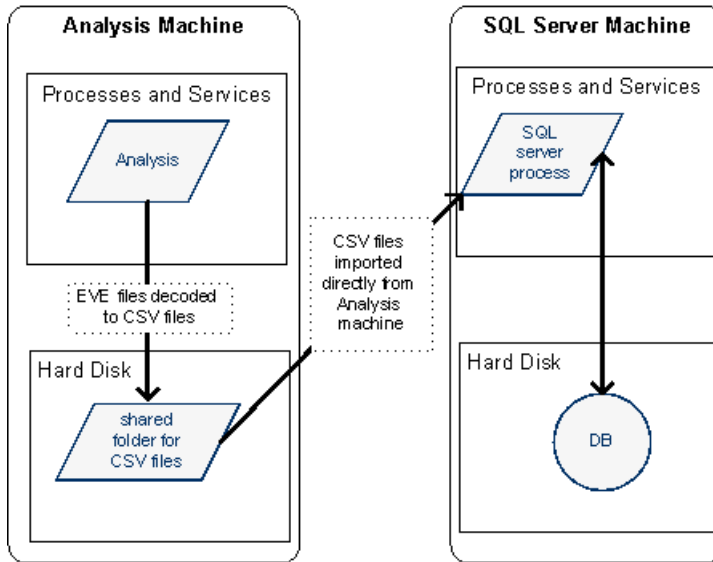 Analysis Machine
Processes and Services
Analysis
EVE files decoded
to CSV files
Hard Disk
shared
folder for
CSV files
CSV files
imported
directly from
Analysis
machine
SQL Server Machine
Processes and Services
SQL
server
process
Hard Disk
DB